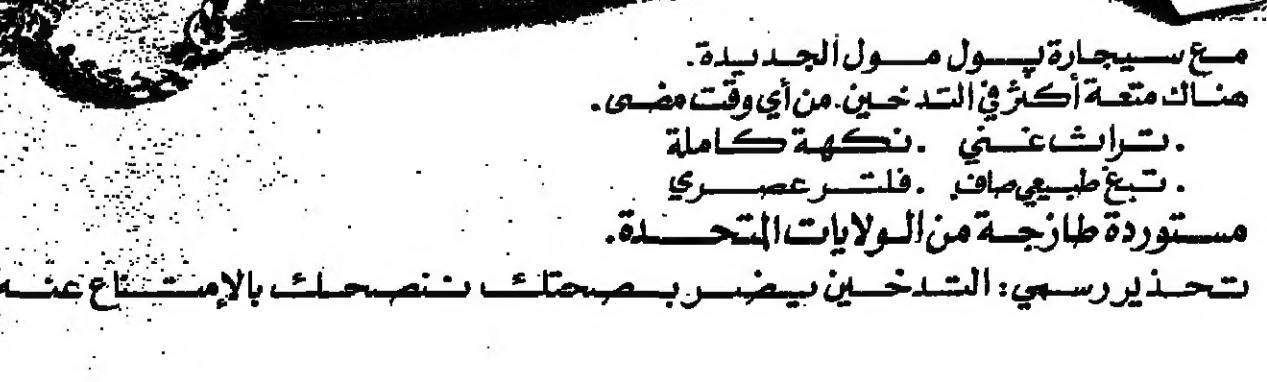 مع سيجارة پول مول الجديدة.
هناك متعة أكثر في التدخين. من أي وقت مضى.
. تراث غني . نكهة كاملة
. تبغ طبيعي صاف . فلتر عصري
مستوردة طازجة من الولايات المتحدة.
تحذير رسمي: التدخين يضر بصحتك ننصحك بالإمتناع عنه